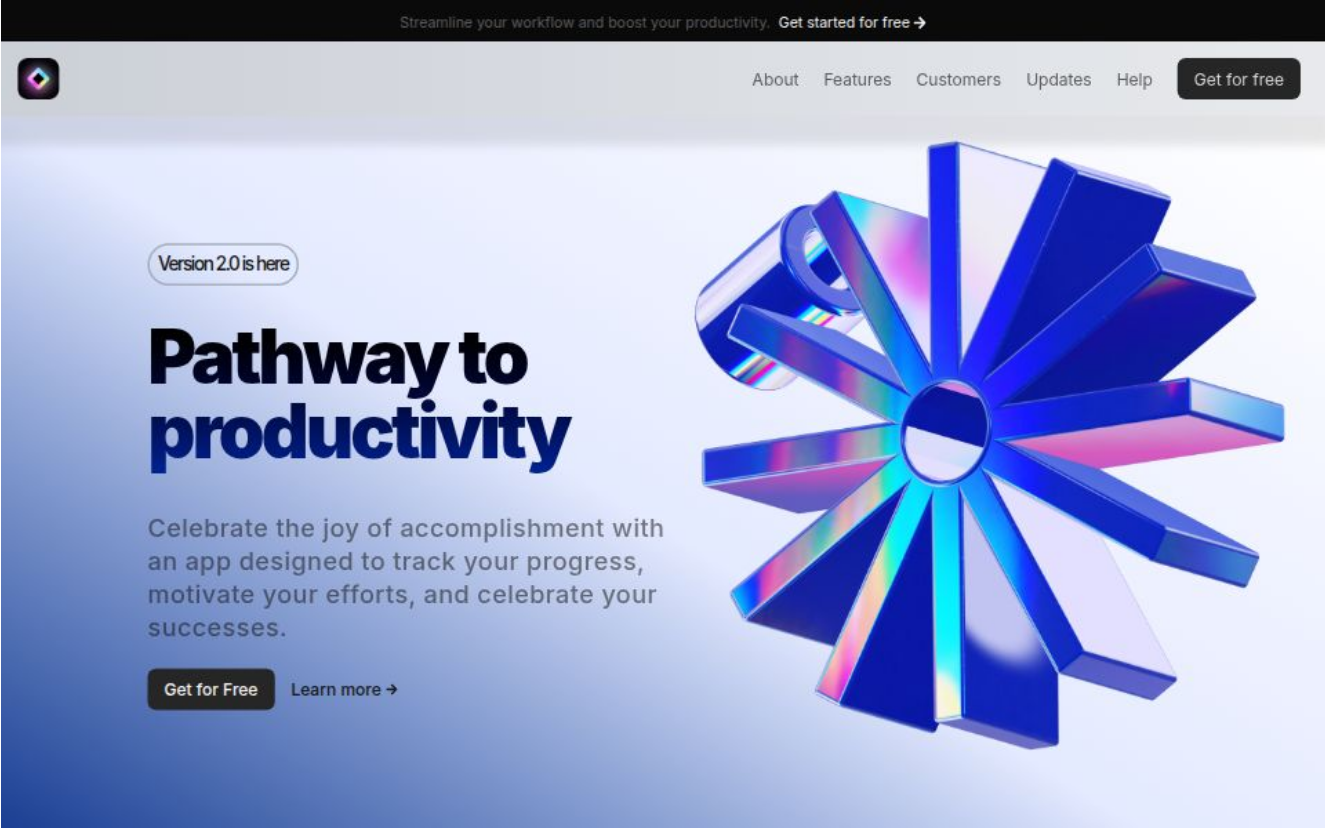 Streamline your workflow and boost your productivity. Get started for free →
About Features Customers Updates Help Get for free
Version 2.0 is here
Pathway to
productivity
Celebrate the joy of accomplishment with
an app designed to track your progress,
motivate your efforts, and celebrate your
successes.
Get for Free Learn more →